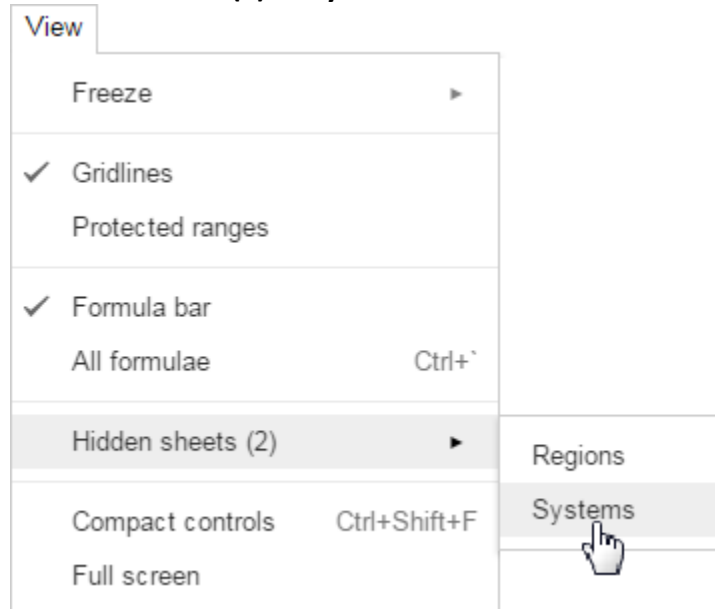 View
Freeze
Gridlines
Protected ranges
Formula bar
All formulae Ctrl+`
Hidden sheets (2)
Regions
Systems
Compact controls Ctrl+Shift+F
Full screen